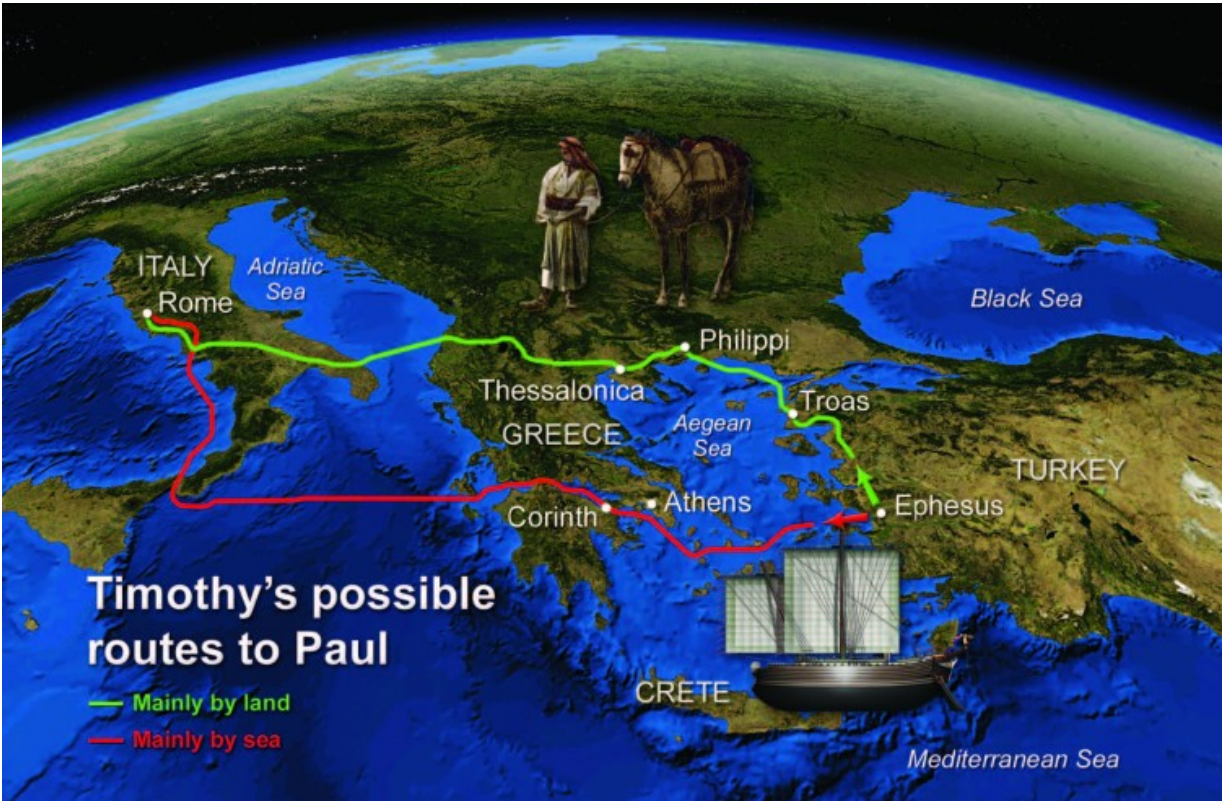 ITALY
Rome
Adriatic
Sea
Black Sea
Philippi
Thessalonica
Troas
GREECE
Aegean
Sea
TURKEY
Corinth
Athens
Ephesus
Timothy's possible
routes to Paul
Mainly by land
Mainly by sea
CRETE
Mediterranean Sea